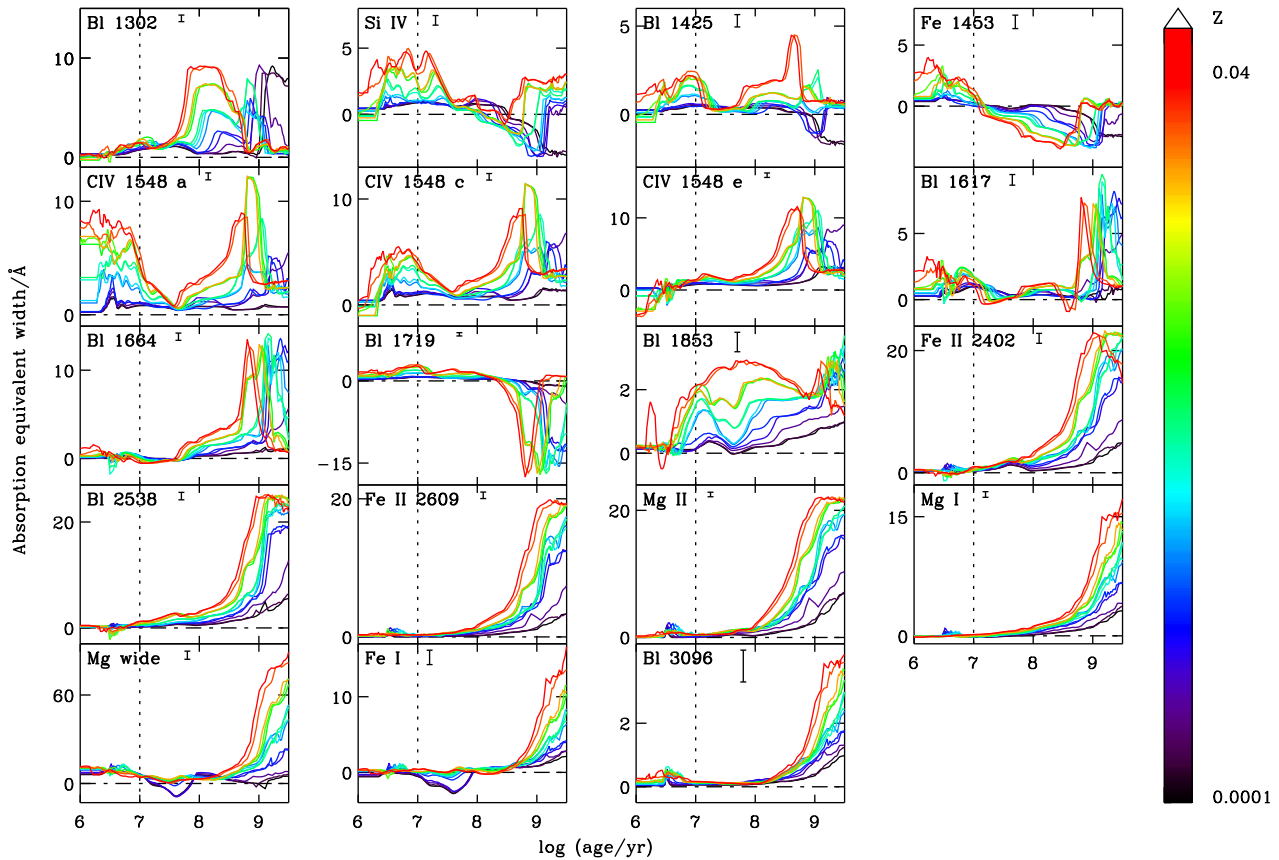 Bl 1302
10
0
Si IV
5
0
Bl 1425
5
0
Fe 1453
5
0
Z
0.04
0.0001
CIV 1548 a
10
0
CIV 1548 c
10
0
CIV 1548 e
10
0
Bl 1617
5
0
Absorption equivalent width/Å
Bl 1664
10
0
Bl 1719
0
−15
Bl 1853
2
0
Fe II 2402
20
0
Bl 2538
20
0
Fe II 2609
20
0
Mg II
20
0
Mg I
15
0
6 7 8 9
Mg wide
60
0
Fe I
10
0
Bl 3096
2
0
6 7 8 9
6 7 8 9
6 7 8 9
log (age/yr)